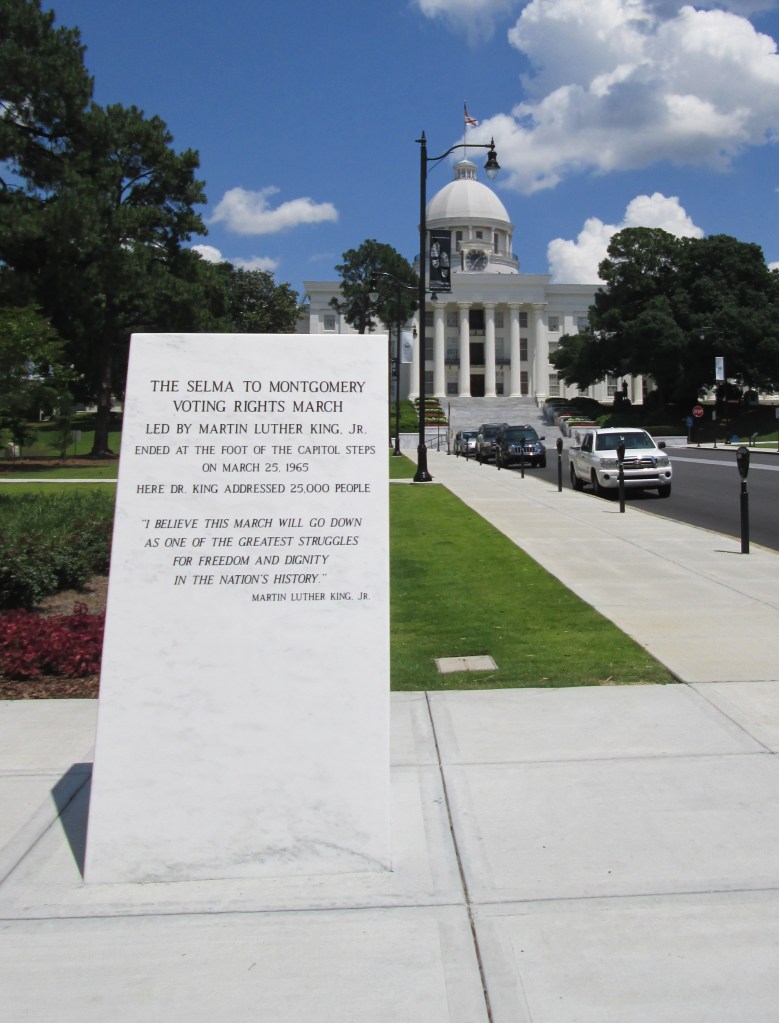 THE SELMA TO MONTGOMERY
VOTING RIGHTS MARCH
LED BY MARTIN LUTHER KING, JR.
ENDED AT THE FOOT OF THE CAPITOL STEPS
ON MARCH 25, 1965
HERE DR. KING ADDRESSED 25,000 PEOPLE
"I BELIEVE THIS MARCH WILL GO DOWN
AS ONE OF THE GREATEST STRUGGLES
FOR FREEDOM AND DIGNITY
IN THE NATION'S HISTORY."
MARTIN LUTHER KING, JR.